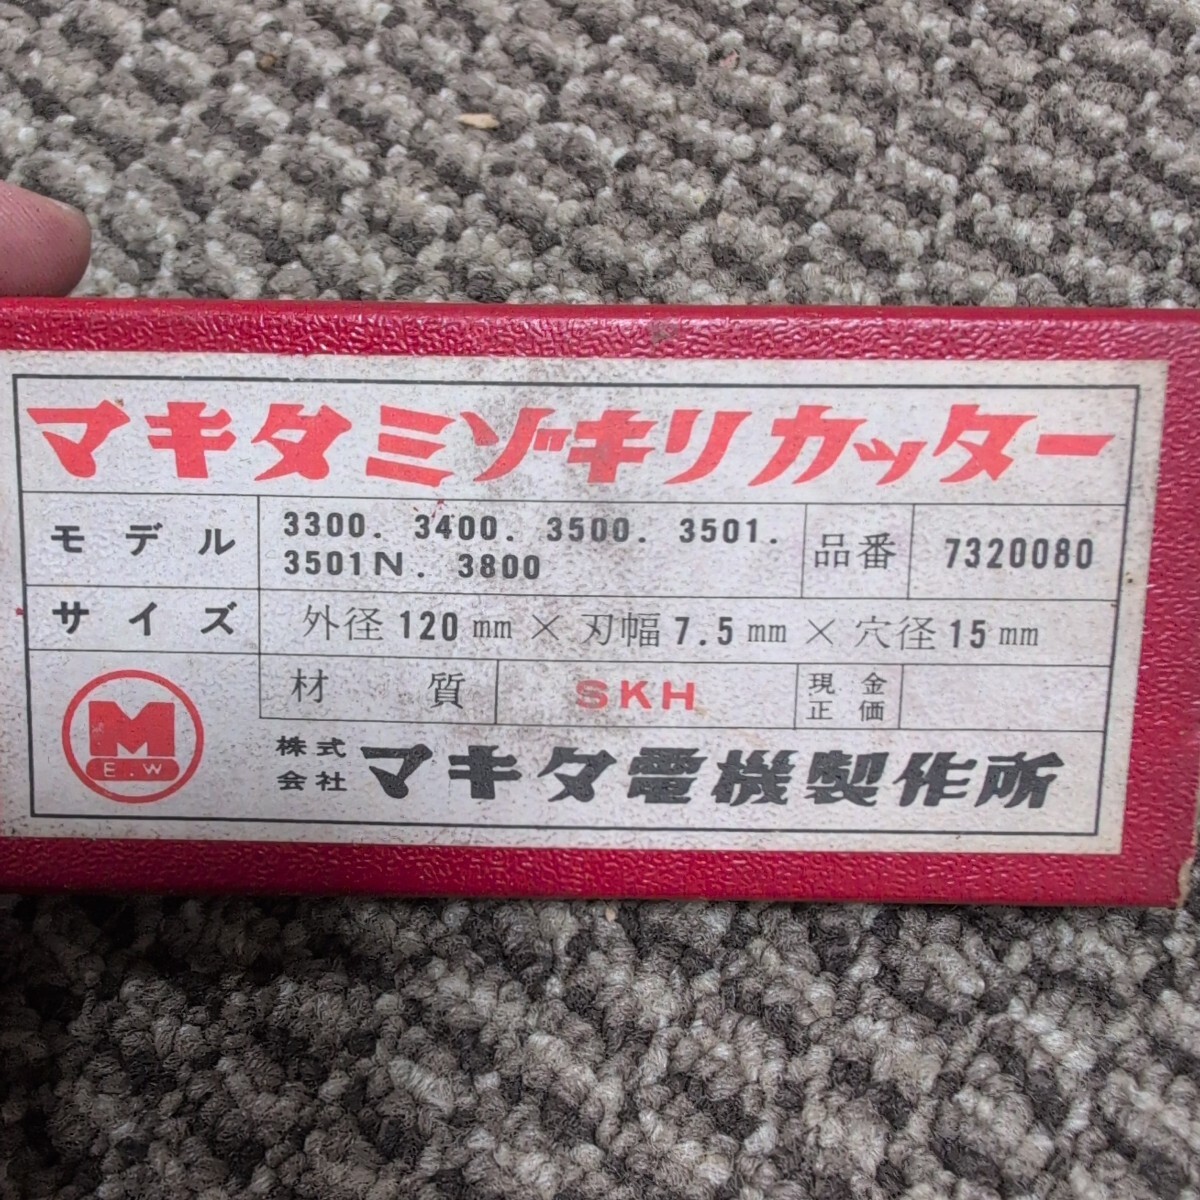 マキタミゾキリカッター
モデル 3300. 3400. 3500. 3501.
3501N. 3800
品番 7320080
サイズ 外径120mm×刃幅7.5mm×穴径15mm
材質 SKH 現金
正価
M
E.W
株式
会社 マキタ電機製作所